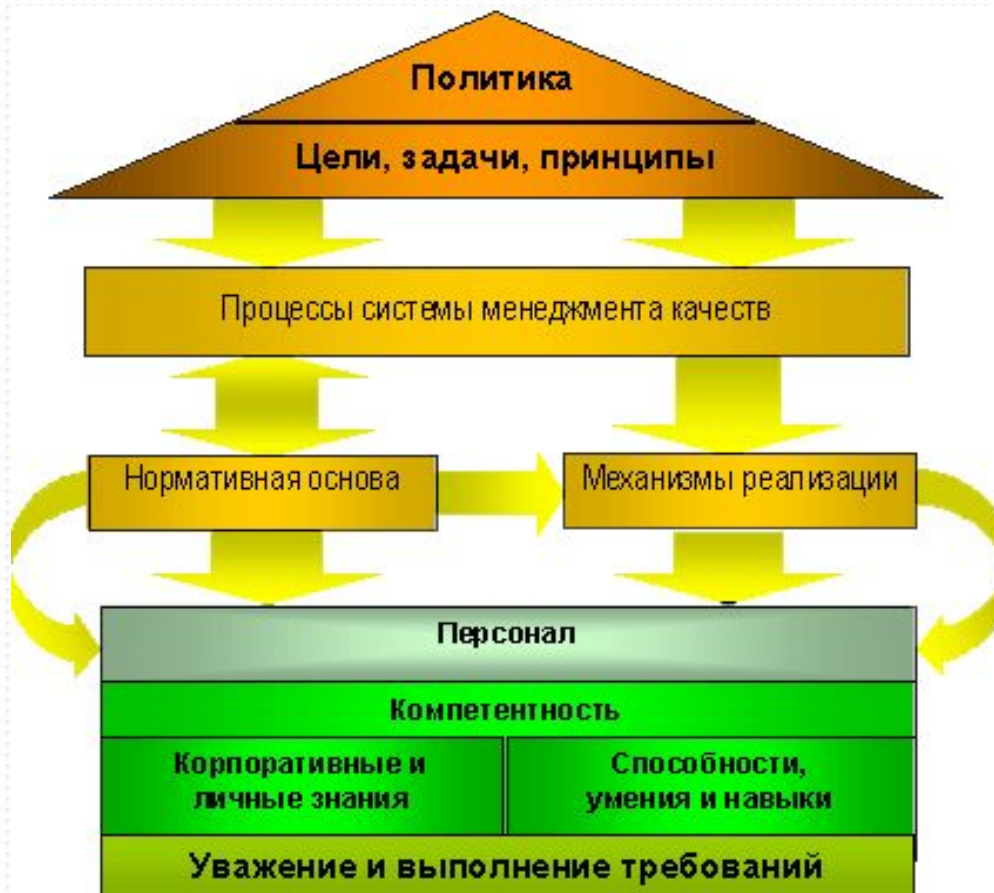 Политика
Цели, задачи, принципы
Процессы системы менеджмента качеств
Нормативная основа
Механизмы реализации
Персонал
Компетентность
Корпоративные и
личные знания
Способности,
умения и навыки
Уважение и выполнение требований